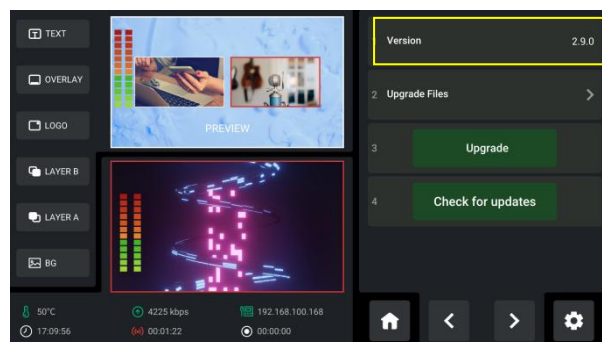 TEXT
OVERLAY
LOGO
LAYER B
LAYER A
BG
PREVIEW
50°C
4225 kbps
192.168.100.168
17:09:56
00:01:22
00:00:00
Version 2.9.0
2 Upgrade Files
3 Upgrade
4 Check for updates